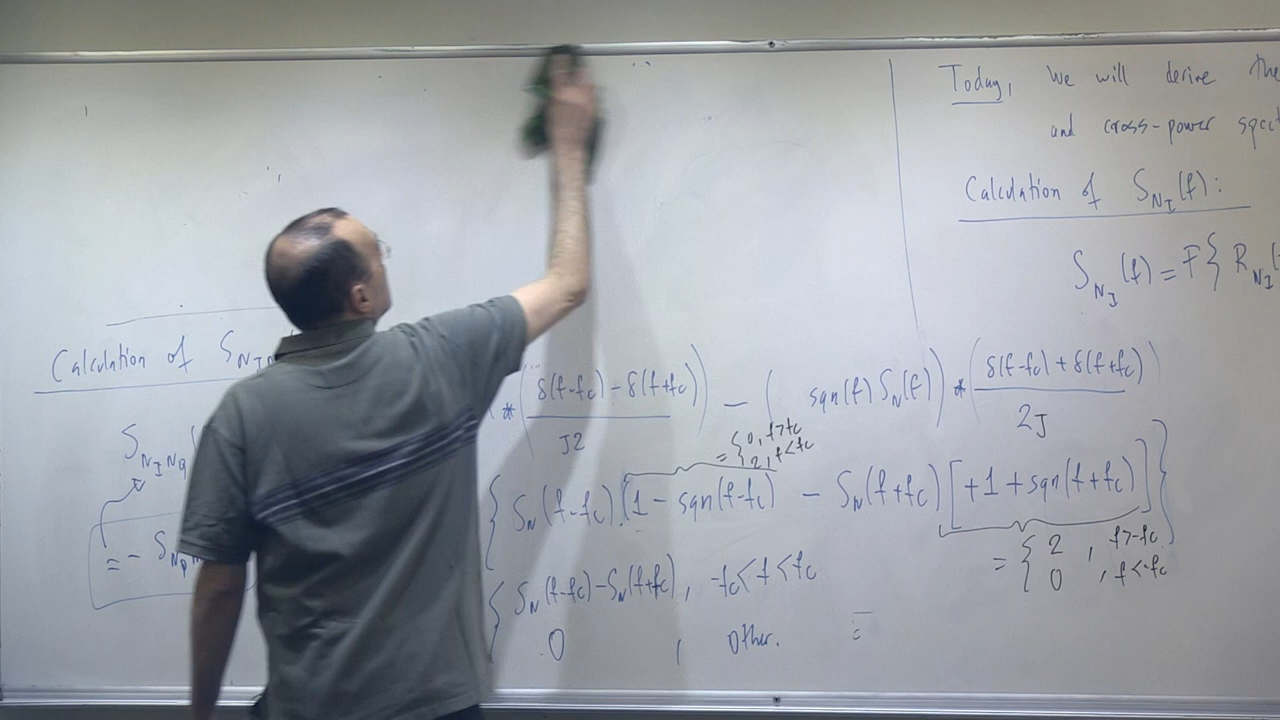 Today, We will derive the
and cross-power spect
Calculation of S_{N_I}(f):
S_{N_I}(f) = F{ R_{N_I}(
Calculation of S_{N_I N
* ( δ(f-fc) - δ(f+fc) / J2 ) - ( sgn(f) S_N(f) ) * ( δ(f-fc) + δ(f+fc) / 2J )
= { 0, f>fc
2, f<fc
S_{N_I N_Q}
{ S_N(f-fc).(1 - sgn(f-fc) - S_N(f+fc) [+1 + sgn(f+fc)] }
= { 2 , f>-fc
0 , f<-fc
= - S_N
{ S_N(f-fc) - S_N(f+fc), -fc<f<fc
0 , Other.
=